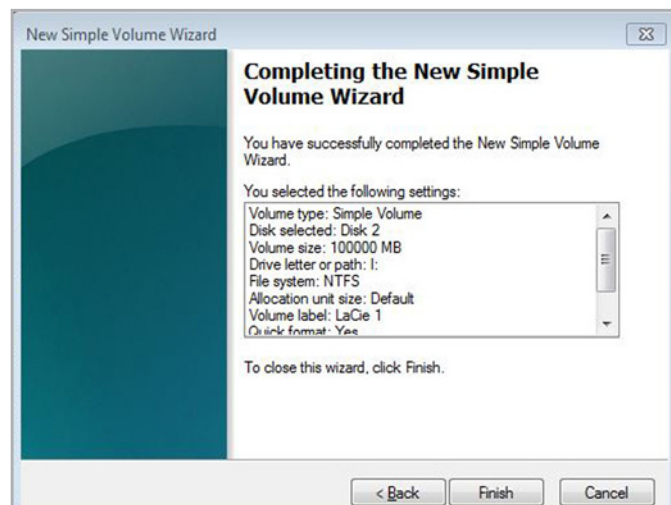 New Simple Volume Wizard
Completing the New Simple
Volume Wizard
You have successfully completed the New Simple Volume
Wizard.
You selected the following settings:
Volume type: Simple Volume
Disk selected: Disk 2
Volume size: 100000 MB
Drive letter or path: I:
File system: NTFS
Allocation unit size: Default
Volume label: LaCie 1
Quick format: Yes
To close this wizard, click Finish.
< Back
Finish
Cancel